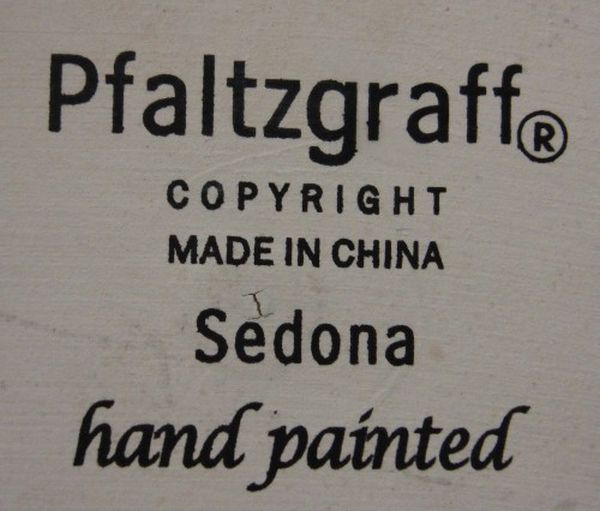 Pfaltzgraff®
COPYRIGHT
MADE IN CHINA
Sedona
hand painted